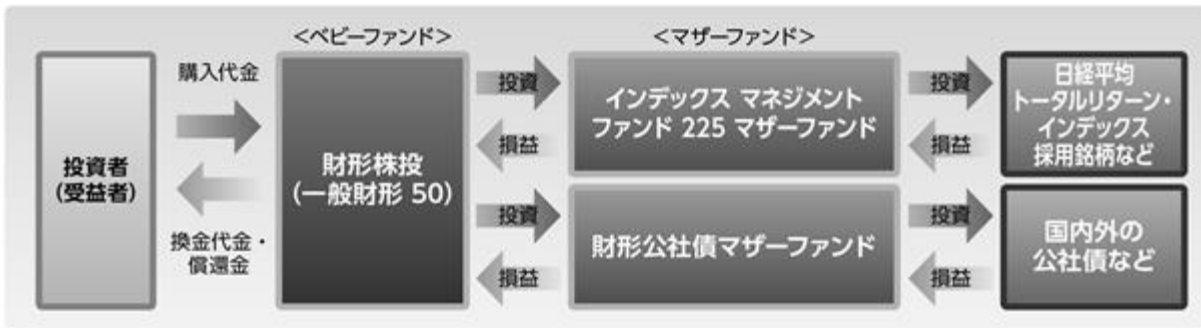 <ベビーファンド>
<マザーファンド>
購入代金
投資者
(受益者)
換金代金・
償還金
財形株投
(一般財形 50)
投資
損益
インデックス マネジメント
ファンド 225 マザーファンド
投資
損益
日経平均
トータルリターン・
インデックス
採用銘柄など
投資
損益
財形公社債マザーファンド
投資
損益
国内外の
公社債など